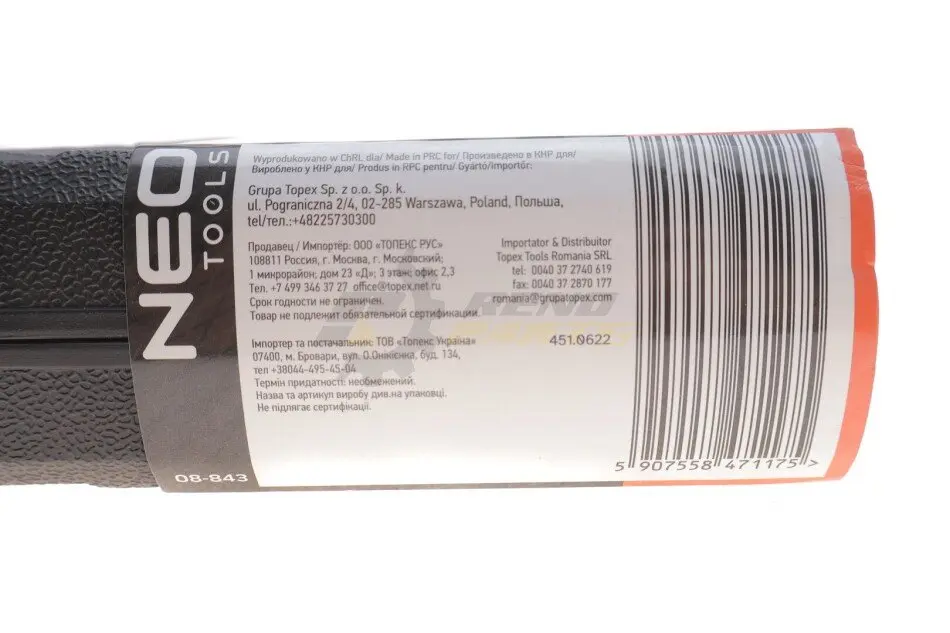 NEO
TOOLS
08-843
Wyprodukowano w ChRL dla/ Made in PRC for/ Произведено в КНР для/
Вироблено у КНР для/ Produs in RPC pentru/ Gyártó/importőr:
Grupa Topex Sp. z o.o. Sp. k.
ul. Pograniczna 2/4, 02-285 Warszawa, Poland, Польша,
tel/тел.:+48225730300
Продавец / Импортёр: ООО «ТОПЕКС РУС»
108811 Россия, г. Москва, г. Московский;
1 микрорайон; дом 23 «Д»; 3 этаж; офис 2,3
Тел. +7 499 346 37 27 office@topex.net.ru
Срок годности не ограничен.
Товар не подлежит обязательной сертификации.
Importator & Distribuitor
Topex Tools Romania SRL
tel: 0040 37 2740 619
fax: 0040 37 2870 177
romania@grupatopex.com
Імпортер та постачальник: ТОВ «Топекс Україна»
07400, м. Бровари, вул. О.Онікієнка, буд. 134,
тел +38044-495-45-04
Термін придатності: необмежений.
Назва та артикул виробу див.на упаковці.
Не підлягає сертифікації.
451.0622
5 907558 471175 >